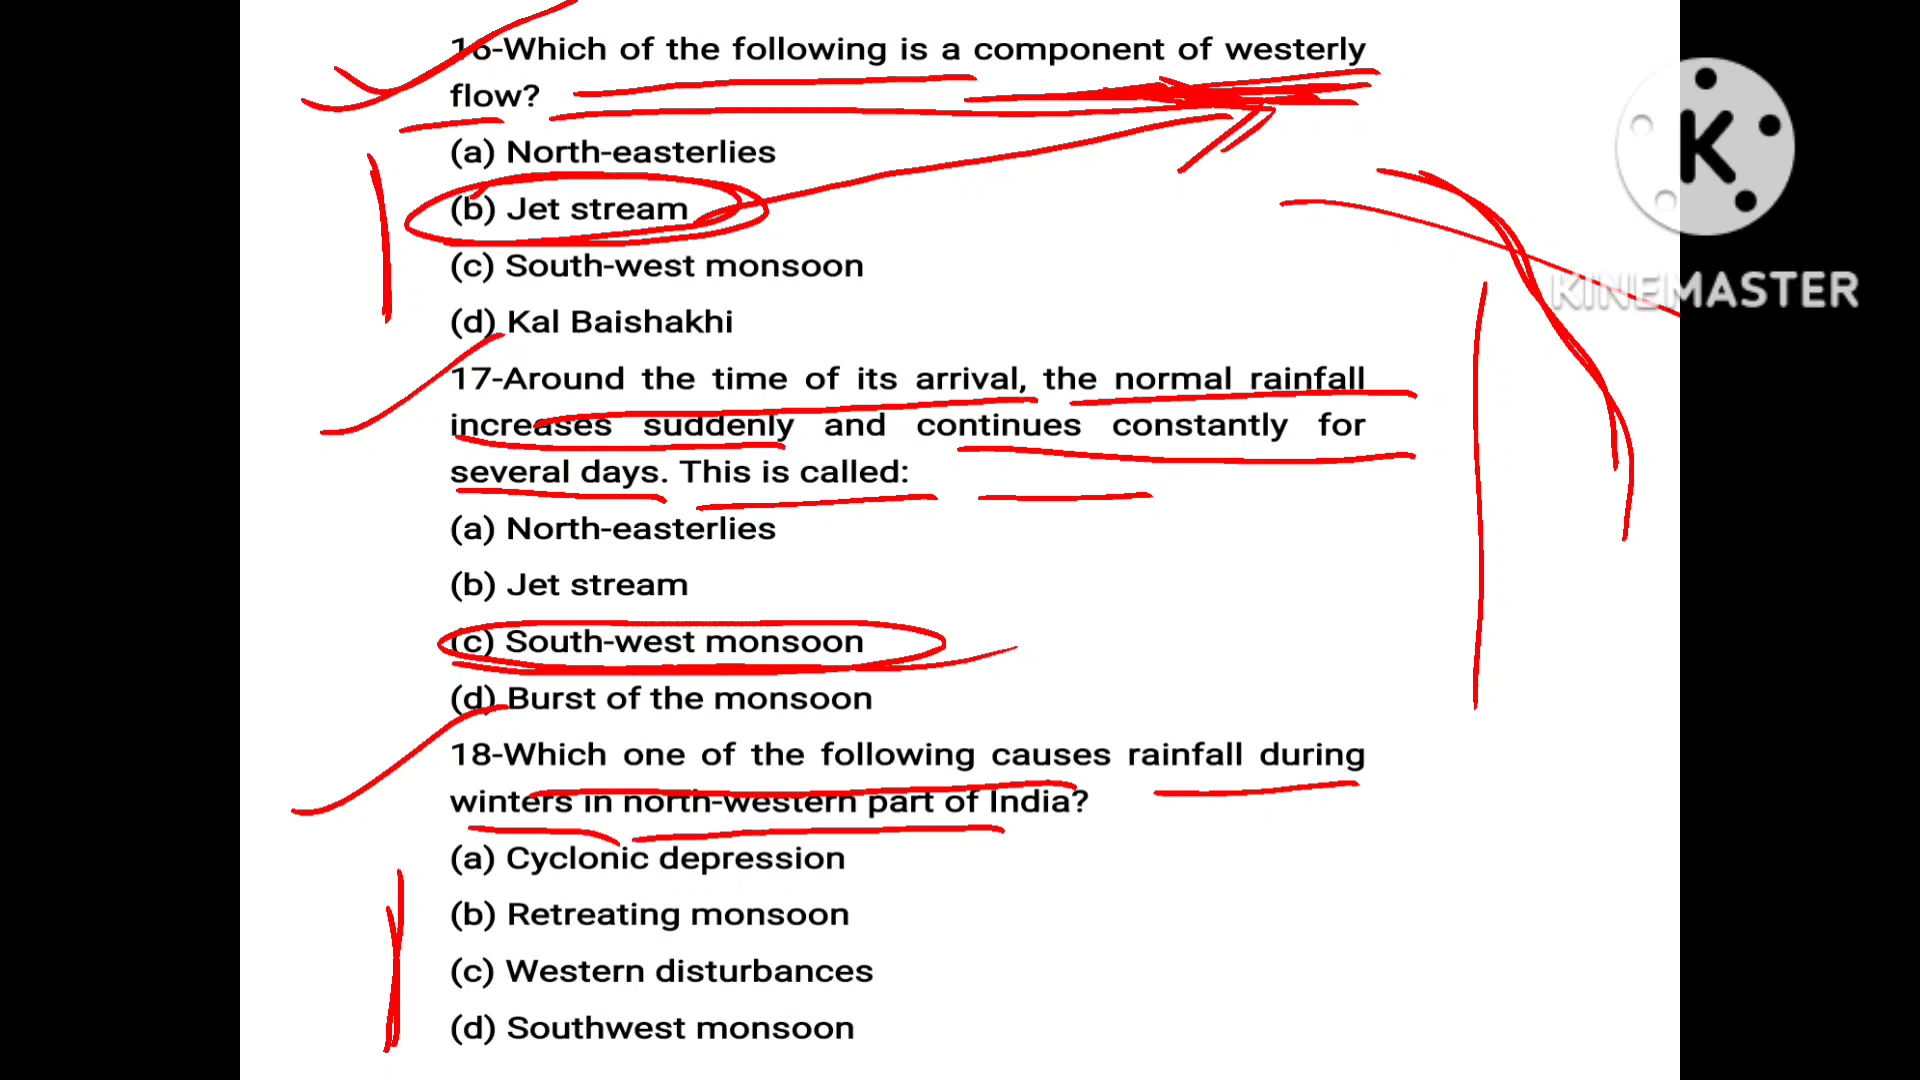 16-Which of the following is a component of westerly
flow?
(a) North-easterlies
(b) Jet stream
(c) South-west monsoon
(d) Kal Baishakhi
17-Around the time of its arrival, the normal rainfall
increases suddenly and continues constantly for
several days. This is called:
(a) North-easterlies
(b) Jet stream
(c) South-west monsoon
(d) Burst of the monsoon
18-Which one of the following causes rainfall during
winters in north-western part of India?
(a) Cyclonic depression
(b) Retreating monsoon
(c) Western disturbances
(d) Southwest monsoon
K
KINEMASTER